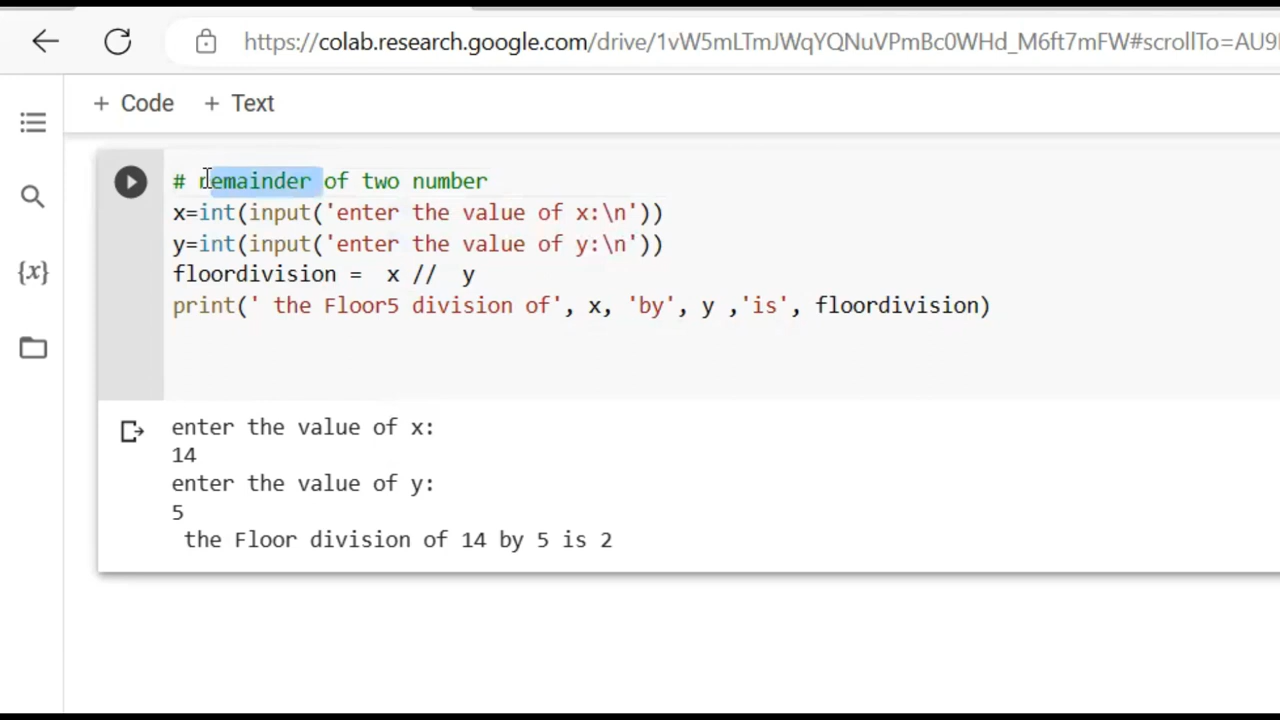 https://colab.research.google.com/drive/1vW5mLTmJWqYQNuVPmBc0WHd_M6ft7mFW#scrollTo=AU9
+ Code + Text
# remainder of two number
x=int(input('enter the value of x:\n'))
y=int(input('enter the value of y:\n'))
floordivision =  x //  y
print(' the Floor5 division of', x, 'by', y ,'is', floordivision)
{x}
enter the value of x:
14
enter the value of y:
5
the Floor division of 14 by 5 is 2